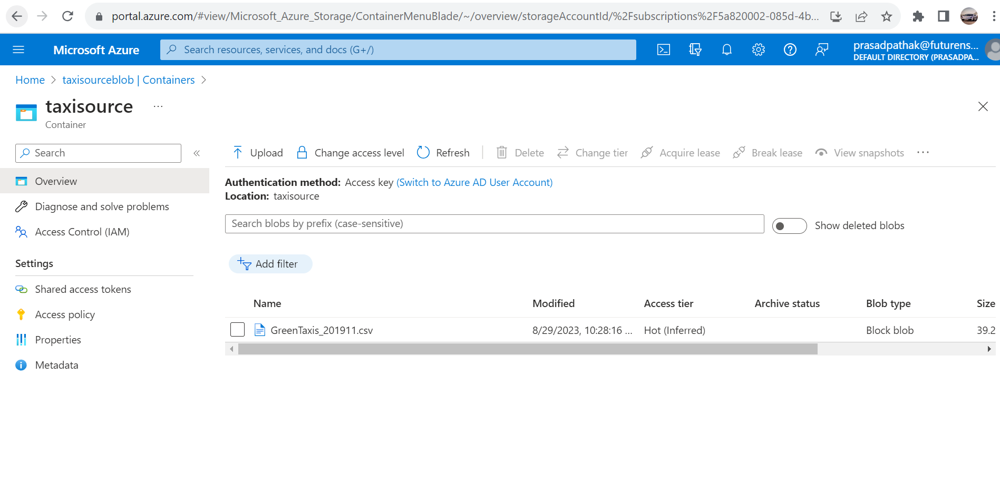 portal.azure.com/#view/Microsoft_Azure_Storage/ContainerMenuBlade/~/overview/storageAccountId/%2Fsubscriptions%2F5a820002-085d-4b...
Microsoft Azure
Search resources, services, and docs (G+/)
prasadpathak@futurens...
DEFAULT DIRECTORY (PRASADPA...
Home > taxisourceblob | Containers >
taxisource ...
Container
Search «
Upload Change access level Refresh Delete Change tier Acquire lease Break lease View snapshots ...
Overview
Diagnose and solve problems
Access Control (IAM)
Settings
Shared access tokens
Access policy
Properties
Metadata
Authentication method: Access key (Switch to Azure AD User Account)
Location: taxisource
Search blobs by prefix (case-sensitive)
Show deleted blobs
Add filter
Name Modified Access tier Archive status Blob type Size
GreenTaxis_201911.csv 8/29/2023, 10:28:16 ... Hot (Inferred) Block blob 39.2